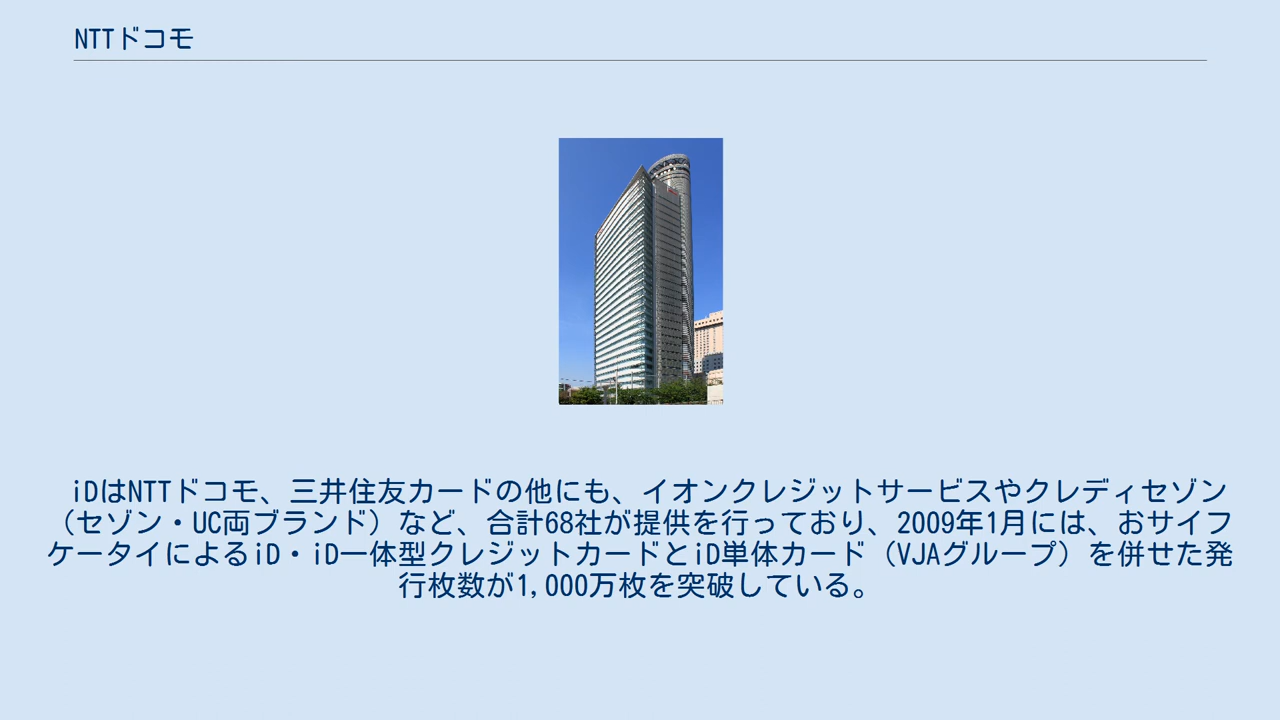 NTTドコモ
iDはNTTドコモ、三井住友カードの他にも、イオンクレジットサービスやクレディセゾン
（セゾン・UC両ブランド）など、合計68社が提供を行っており、2009年1月には、おサイフ
ケータイによるiD・iD一体型クレジットカードとiD単体カード（VJAグループ）を併せた発
行枚数が1,000万枚を突破している。